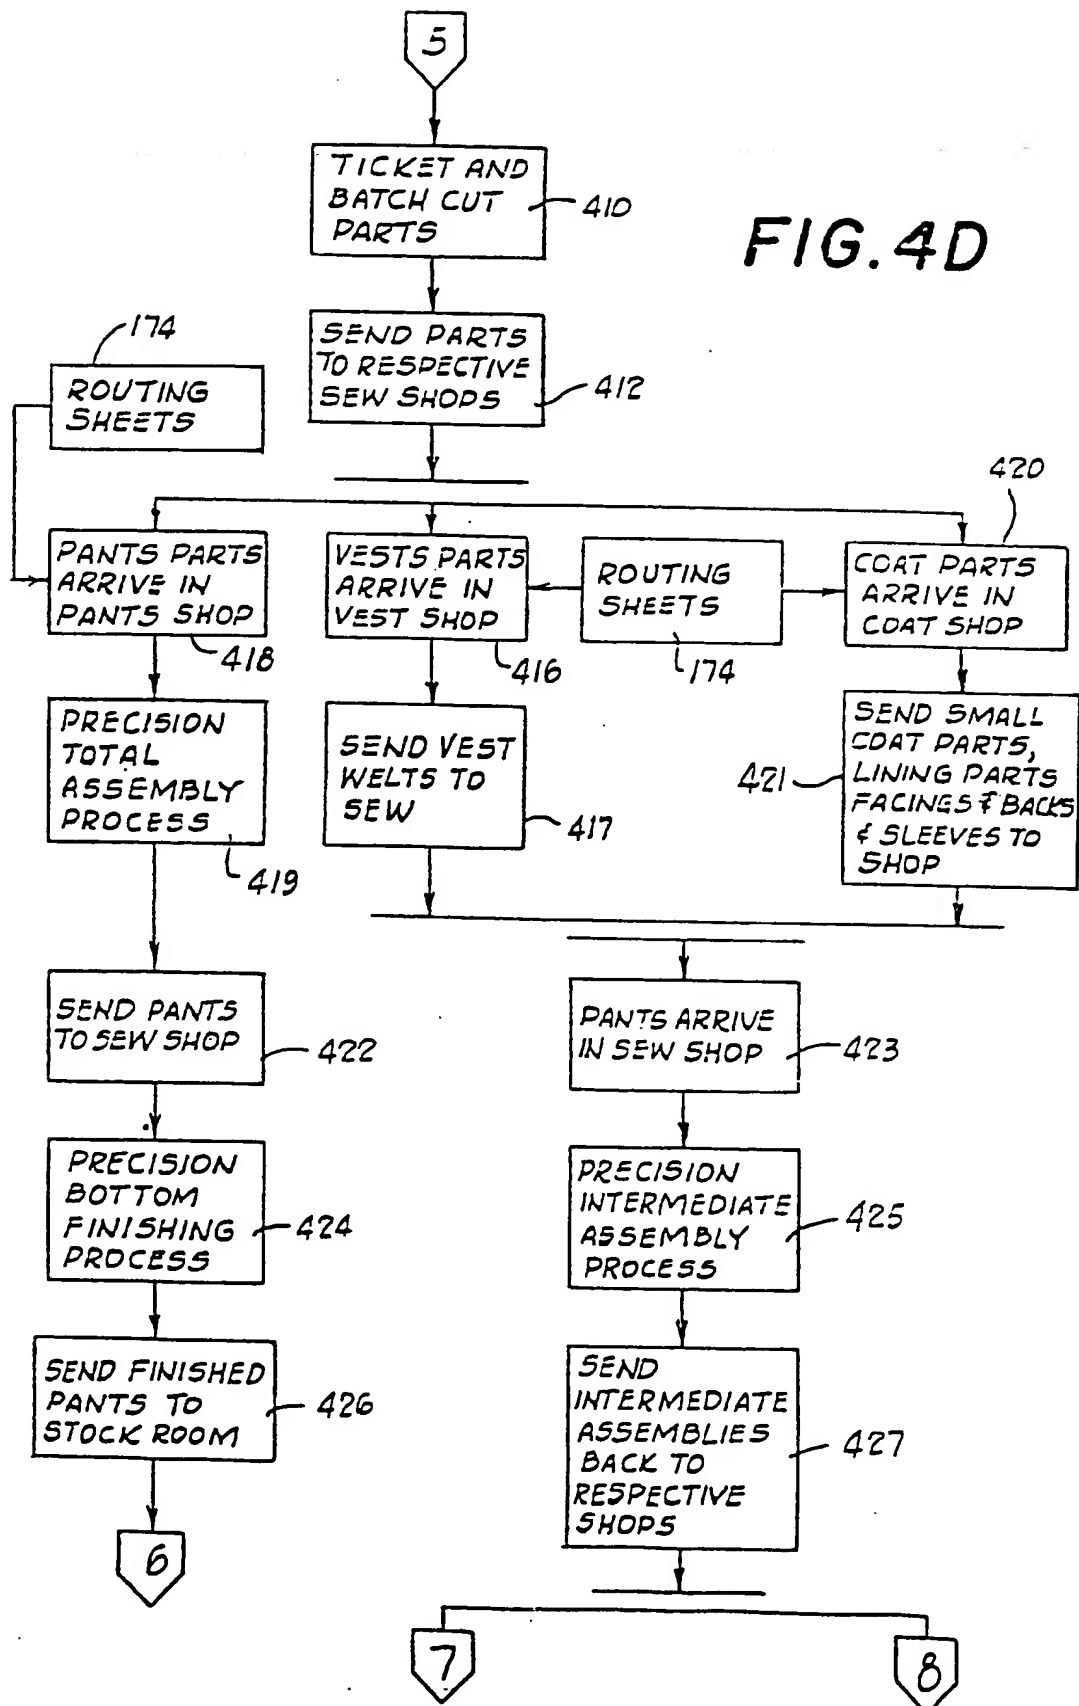 5
TICKET AND
BATCH CUT
PARTS
410
FIG. 4D
SEND PARTS
TO RESPECTIVE
SEW SHOPS
412
174
ROUTING
SHEETS
PANTS PARTS
ARRIVE IN
PANTS SHOP
418
VESTS PARTS
ARRIVE IN
VEST SHOP
416
ROUTING
SHEETS
174
420
COAT PARTS
ARRIVE IN
COAT SHOP
PRECISION
TOTAL
ASSEMBLY
PROCESS
419
SEND VEST
WELTS TO
SEW
417
421
SEND SMALL
COAT PARTS,
LINING PARTS
FACINGS & BACKS
& SLEEVES TO
SHOP
SEND PANTS
TO SEW SHOP
422
PANTS ARRIVE
IN SEW SHOP
423
PRECISION
BOTTOM
FINISHING
PROCESS
424
PRECISION
INTERMEDIATE
ASSEMBLY
PROCESS
425
SEND FINISHED
PANTS TO
STOCK ROOM
426
SEND
INTERMEDIATE
ASSEMBLIES
BACK TO
RESPECTIVE
SHOPS
427
6
7
8